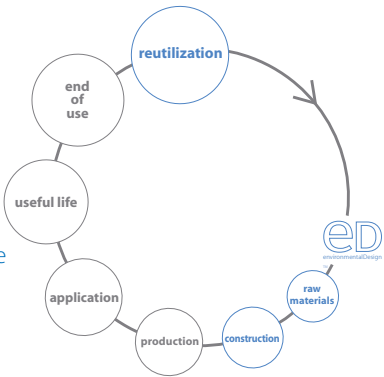 reutilization
end
of
use
useful life
e
application
production
construction
raw
materials
eD
environmentalDesign